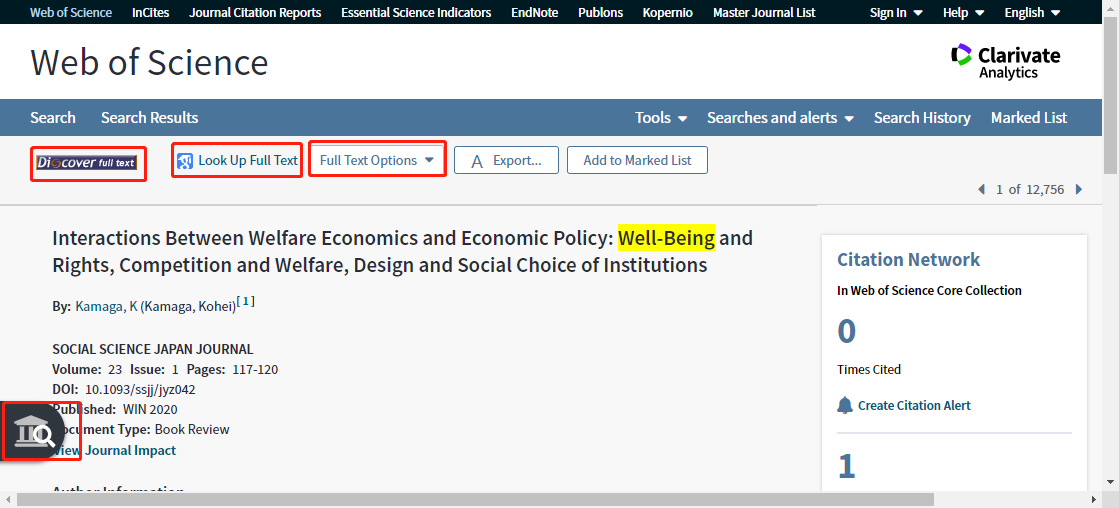 Web of Science InCites Journal Citation Reports Essential Science Indicators EndNote Publons Kopernio Master Journal List Sign In Help English
Web of Science
Clarivate
Analytics
Search Search Results Tools Searches and alerts Search History Marked List
Discover full text Look Up Full Text Full Text Options Export... Add to Marked List
1 of 12,756
Interactions Between Welfare Economics and Economic Policy: Well-Being and
Rights, Competition and Welfare, Design and Social Choice of Institutions
By: Kamaga, K (Kamaga, Kohei)[ 1 ]
SOCIAL SCIENCE JAPAN JOURNAL
Volume: 23 Issue: 1 Pages: 117-120
DOI: 10.1093/ssjj/jyz042
Published: WIN 2020
Document Type: Book Review
View Journal Impact
Author Information
Citation Network
In Web of Science Core Collection
0
Times Cited
Create Citation Alert
1